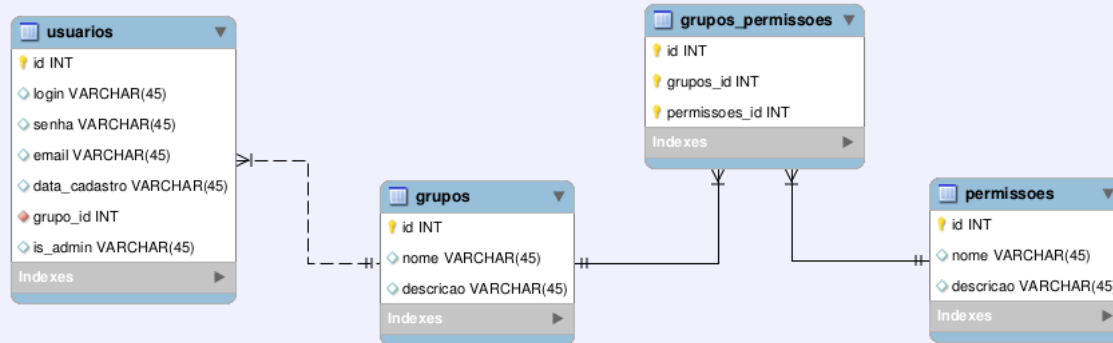 usuarios
id INT
login VARCHAR(45)
senha VARCHAR(45)
email VARCHAR(45)
data_cadastro VARCHAR(45)
grupo_id INT
is_admin VARCHAR(45)
Indexes
grupos
id INT
nome VARCHAR(45)
descricao VARCHAR(45)
Indexes
grupos_permissoes
id INT
grupos_id INT
permissoes_id INT
Indexes
permissoes
id INT
nome VARCHAR(45)
descricao VARCHAR(45
Indexes